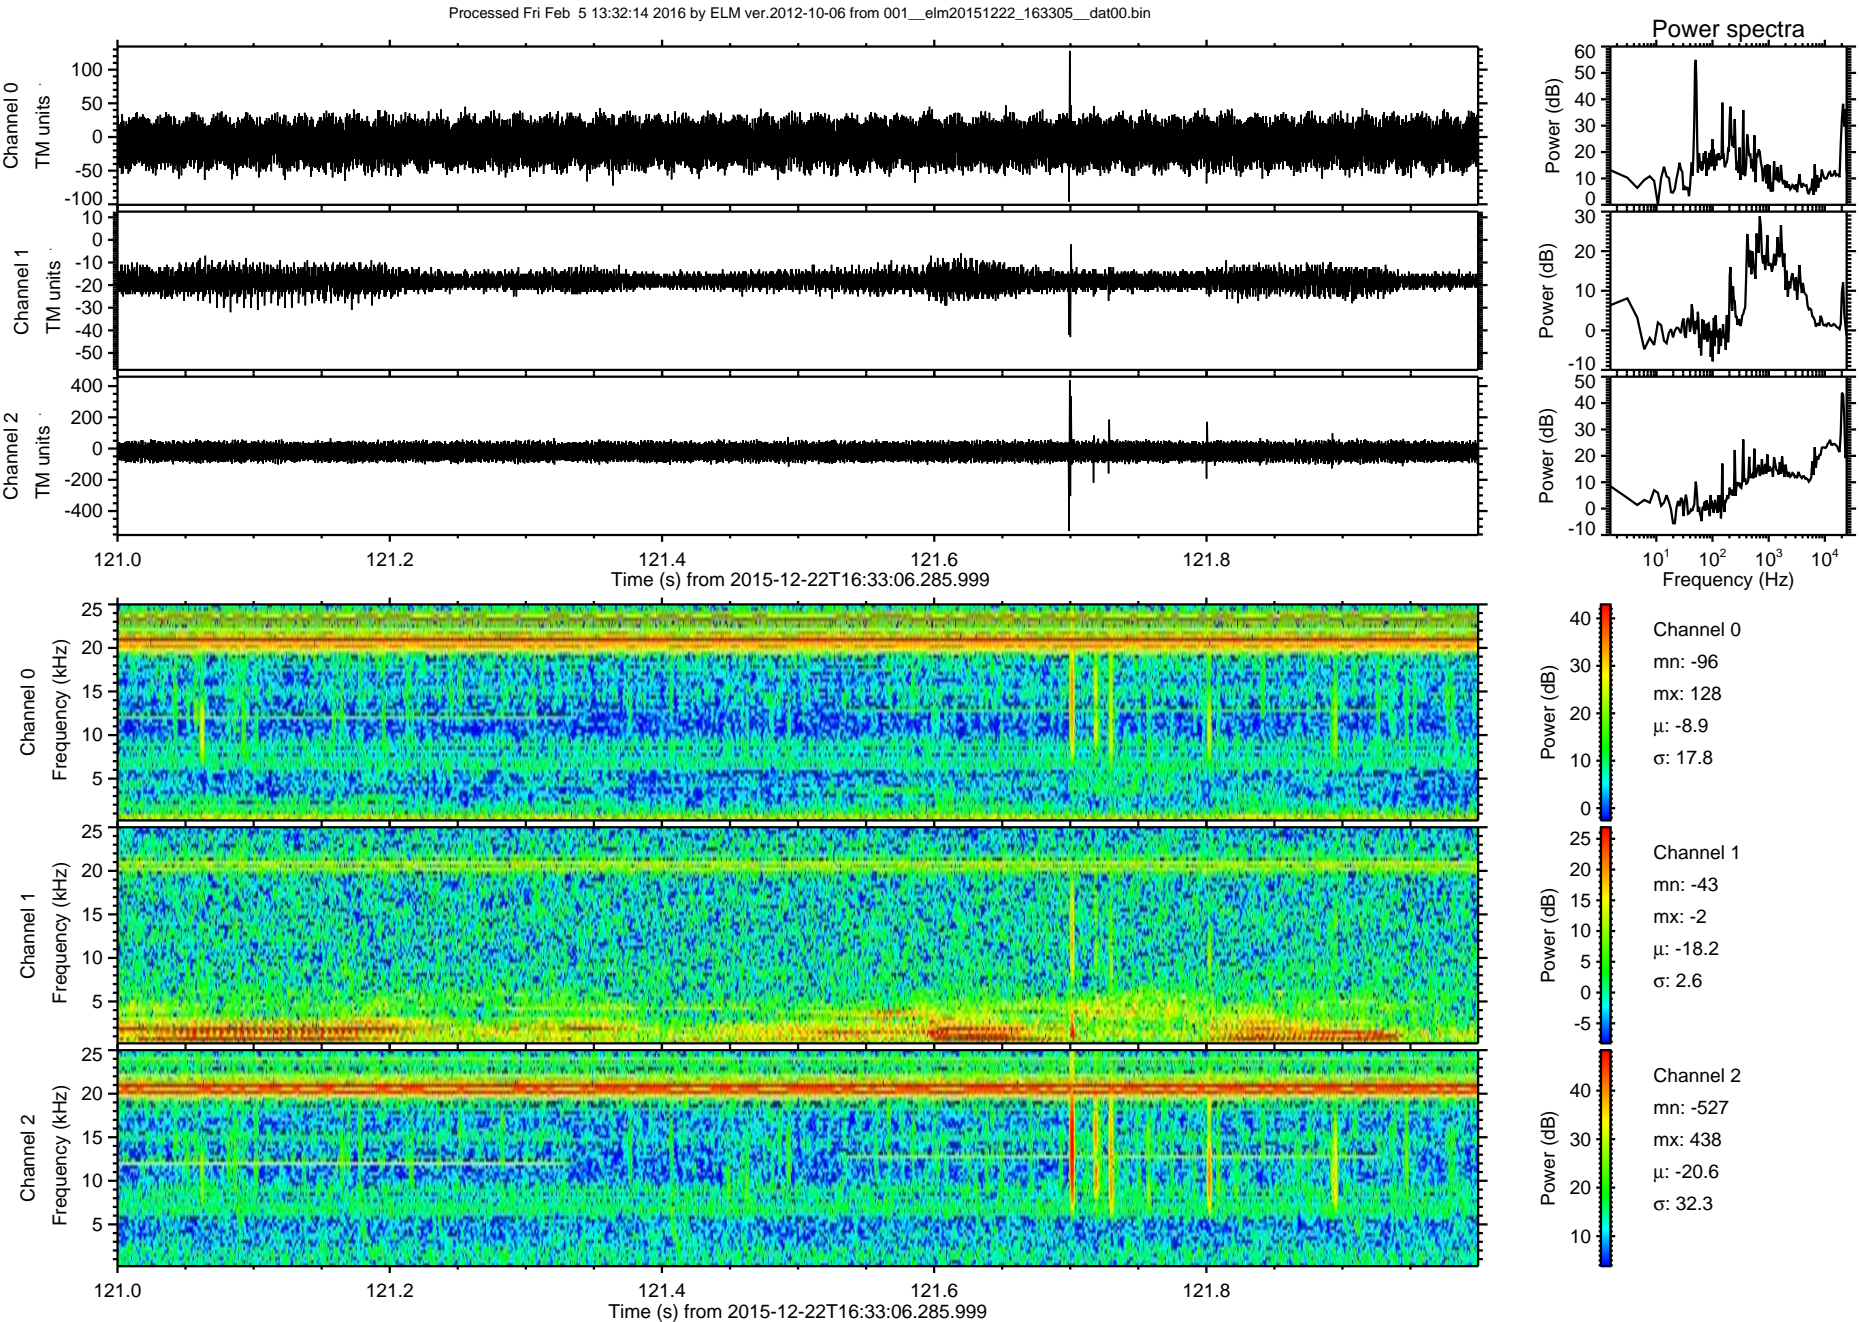 Processed Fri Feb  5 13:32:14 2016 by ELM ver.2012-10-06 from 001__elm20151222_163305__dat00.bin
Power spectra
Channel 0
TM units
100
50
0
-50
-100
Power (dB)
60
50
40
30
20
10
0
Channel 1
TM units
10
0
-10
-20
-30
-40
-50
Power (dB)
30
20
10
0
-10
Channel 2
TM units
400
200
0
-200
-400
Power (dB)
50
40
30
20
10
0
-10
121.0 121.2 121.4 121.6 121.8
Time (s) from 2015-12-22T16:33:06.285.999
10¹ 10² 10³ 10⁴
Frequency (Hz)
Channel 0
Frequency (kHz)
25
20
15
10
5
Power (dB)
40
30
20
10
0
Channel 0
mn: -96
mx: 128
μ: -8.9
σ: 17.8
Channel 1
Frequency (kHz)
25
20
15
10
5
Power (dB)
25
20
15
10
5
0
-5
Channel 1
mn: -43
mx: -2
μ: -18.2
σ: 2.6
Channel 2
Frequency (kHz)
25
20
15
10
5
Power (dB)
40
30
20
10
Channel 2
mn: -527
mx: 438
μ: -20.6
σ: 32.3
121.0 121.2 121.4 121.6 121.8
Time (s) from 2015-12-22T16:33:06.285.999